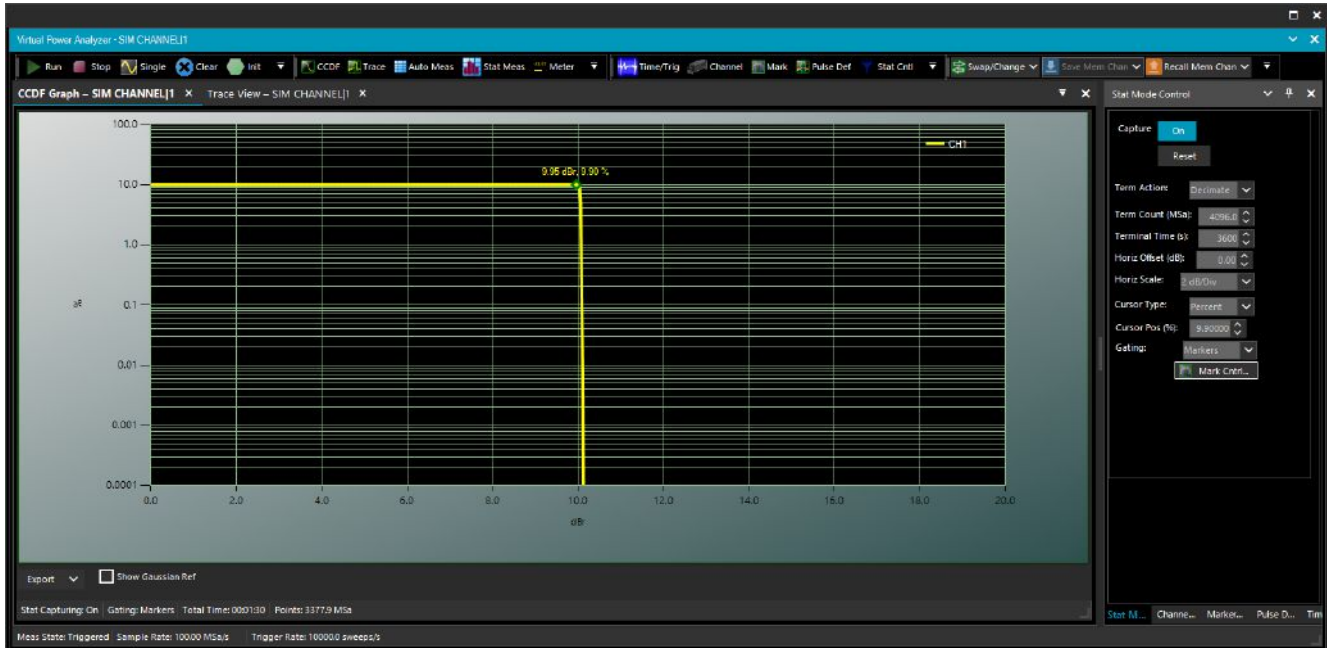 Virtual Power Analyzer - SIM CHANNEL|1
Run Stop Single Clear Init CCDF Trace Auto Meas Stat Meas Meter Time/Trig Channel Mark Pulse Def Stat Cntl Swap/Change Save Mem Chan Recall Mem Chan
CCDF Graph – SIM CHANNEL|1 Trace View – SIM CHANNEL|1
Stat Mode Control
100.0
CH1
9.95 dBr, 9.90 %
10.0
1.0
%
0.1
0.01
0.001
0.0001
0.0 2.0 4.0 6.0 8.0 10.0 12.0 14.0 16.0 18.0 20.0
dBr
Capture On
Reset
Term Action: Decimate
Term Count (MSa): 4096.0
Terminal Time (s): 3600
Horiz Offset (dB): 0.00
Horiz Scale: 2 dB/Div
Cursor Type: Percent
Cursor Pos (%): 9.90000
Gating: Markers
Mark Cntrl...
Export Show Gaussian Ref
Stat Capturing: On Gating: Markers Total Time: 00:01:30 Points: 3377.9 MSa
Stat M... Channe... Marker... Pulse D... Tim
Meas State: Triggered Sample Rate: 100.00 MSa/s Trigger Rate: 10000.0 sweeps/s